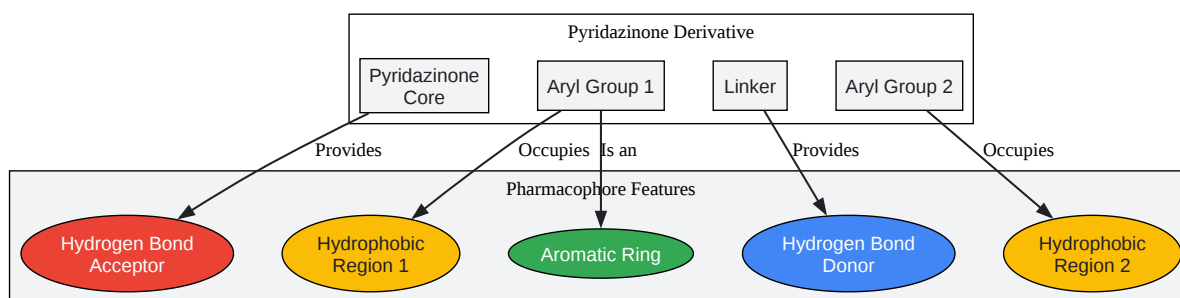 Pyridazinone Derivative
Pyridazinone
Core
Aryl Group 1
Linker
Aryl Group 2
Provides
Occupies
Is an
Provides
Occupies
Pharmacophore Features
Hydrogen Bond
Acceptor
Hydrophobic
Region 1
Aromatic Ring
Hydrogen Bond
Donor
Hydrophobic
Region 2